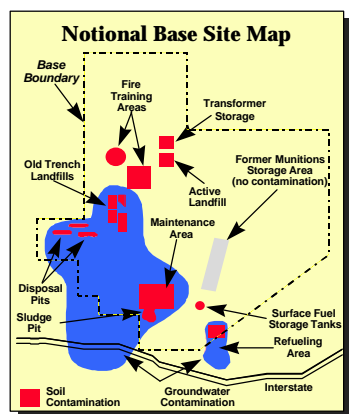 Notional Base Site Map
Base
Boundary
Fire
Training
Areas
Transformer
Storage
Old Trench
Landfills
Active
Landfill
Former Munitions
Storage Area
(no contamination)
Maintenance
Area
Disposal
Pits
Sludge
Pit
Surface Fuel
Storage Tanks
Refueling
Area
Soil
Contamination
Groundwater
Contamination
Interstate